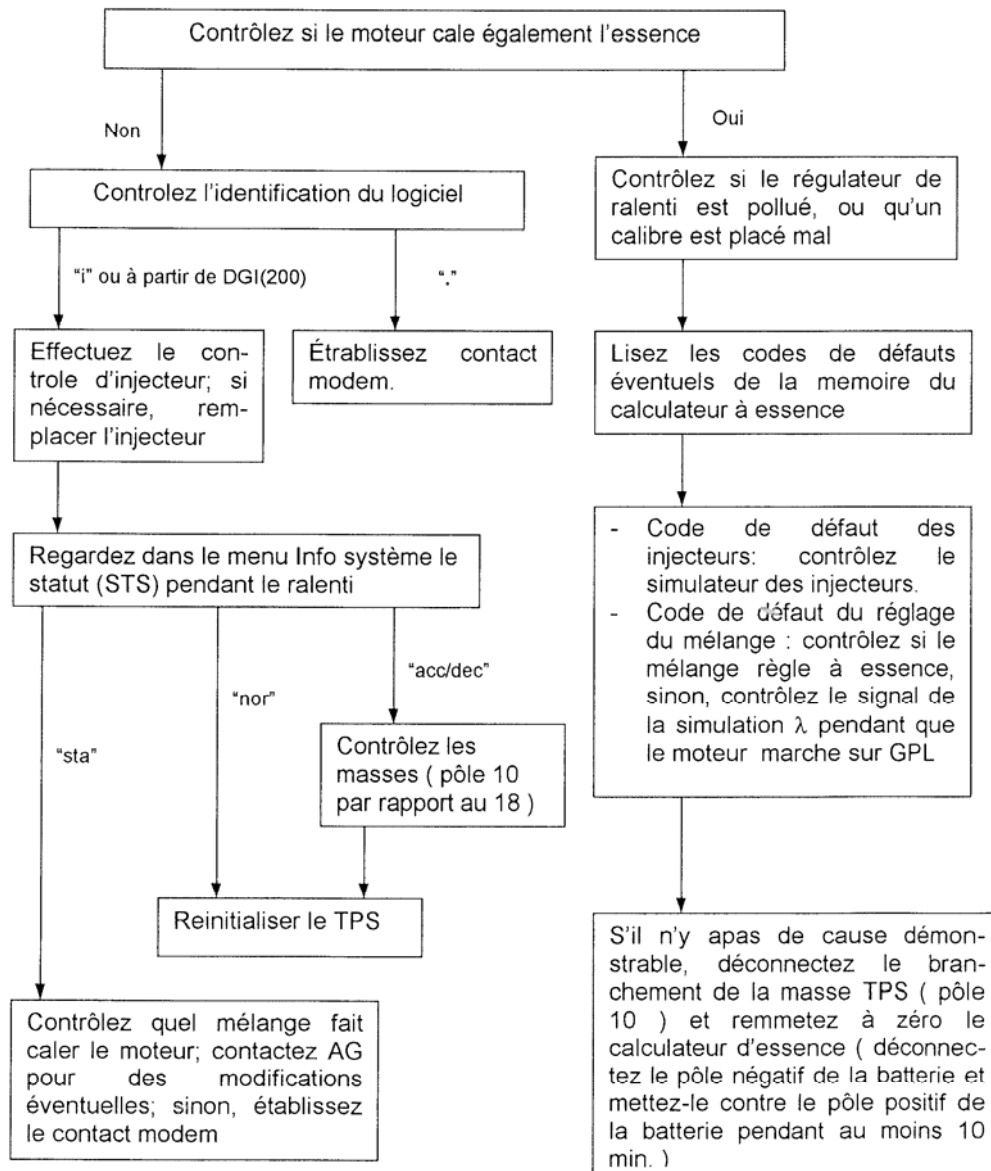 Contrôlez si le moteur cale également l'essence
Non
Oui
Controlez l'identification du logiciel
Contrôlez si le régulateur de
ralenti est pollué, ou qu'un
calibre est placé mal
"i" ou à partir de DGI(200)
"."
Effectuez le con-
trole d'injecteur; si
nécessaire, rem-
placer l'injecteur
Étrablissez contact
modem.
Lisez les codes de défauts
éventuels de la memoire du
calculateur à essence
Regardez dans le menu Info système le
statut (STS) pendant le ralenti
- Code de défaut des
injecteurs: contrôlez le
simulateur des injecteurs.
- Code de défaut du réglage
du mélange : contrôlez si le
mélange règle à essence,
sinon, contrôlez le signal de
la simulation λ pendant que
le moteur marche sur GPL
"sta"
"nor"
"acc/dec"
Contrôlez les
masses ( pôle 10
par rapport au 18 )
Reinitialiser le TPS
Contrôlez quel mélange fait
caler le moteur; contactez AG
pour des modifications
éventuelles; sinon, établissez
le contact modem
S'il n'y apas de cause démon-
strable, déconnectez le bran-
chement de la masse TPS ( pôle
10 ) et remmetez à zéro le
calculateur d'essence ( déconnec-
tez le pôle négatif de la batterie et
mettez-le contre le pôle positif de
la batterie pendant au moins 10
min. )